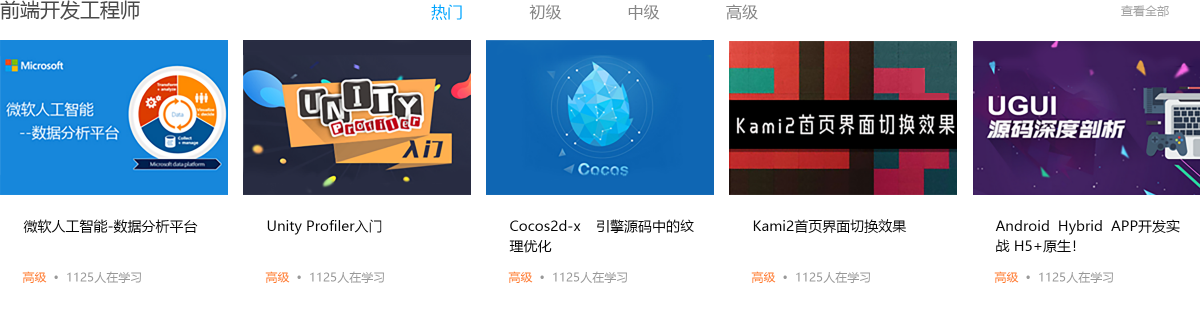 前端开发工程师
热门
初级
中级
高级
查看全部
Microsoft
微软人工智能
--数据分析平台
Transform
+ analyze
Visualize
+ decide
Data
Collect
+ manage
Microsoft data platform
UNITY
PROFILER
入门
Cocos
Kami2首页界面切换效果
UGUI
源码深度剖析
微软人工智能-数据分析平台
高级 • 1125人在学习
Unity Profiler入门
高级 • 1125人在学习
Cocos2d-x 引擎源码中的纹
理优化
高级 • 1125人在学习
Kami2首页界面切换效果
高级 • 1125人在学习
Android Hybrid APP开发实
战 H5+原生!
高级 • 1125人在学习